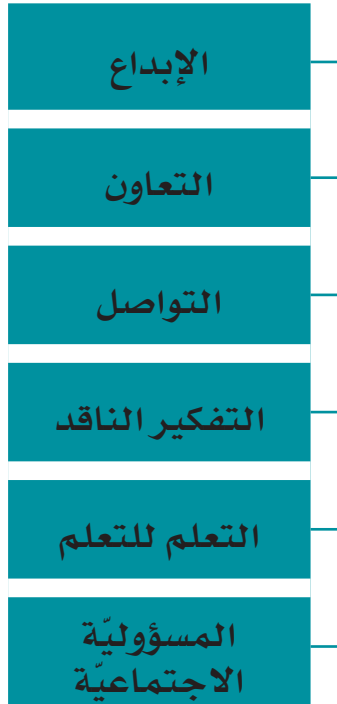 الإبداع
التعاون
التواصل
التفكير الناقد
التعلم للتعلم
المسؤوليّة
الاجتماعيّة